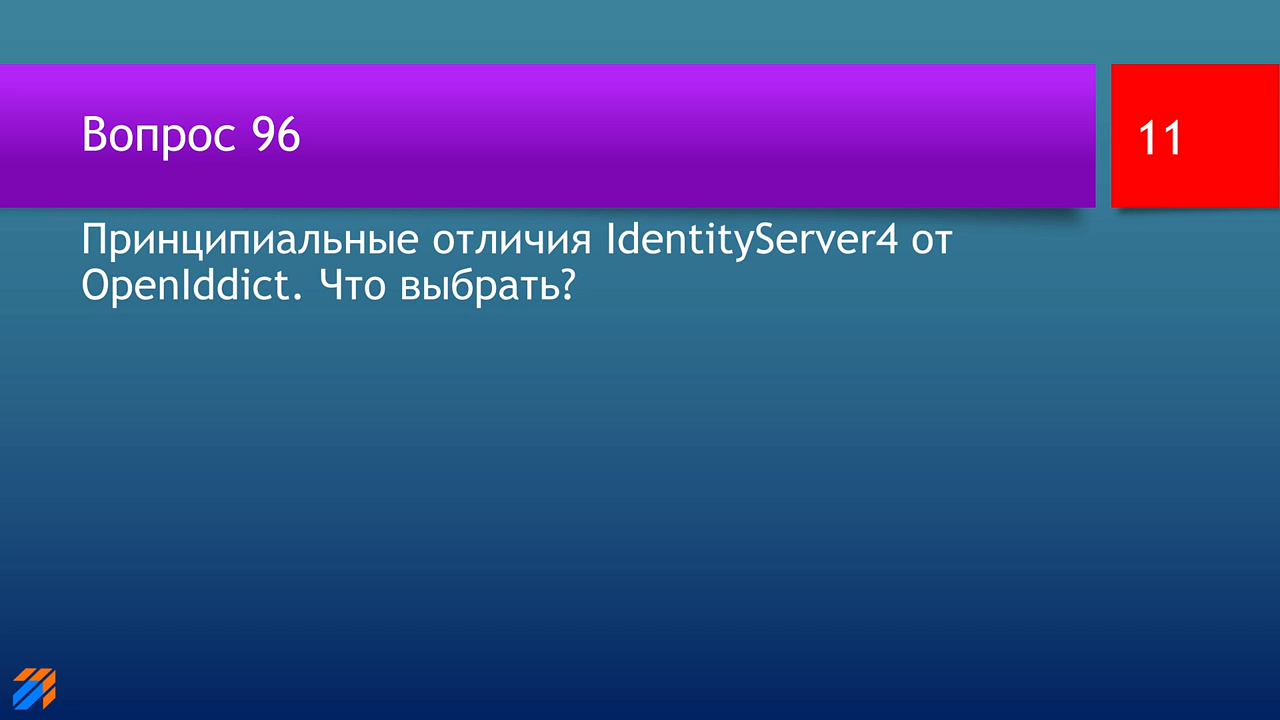 Вопрос 96
11
Принципиальные отличия IdentityServer4 от
OpenIddict. Что выбрать?